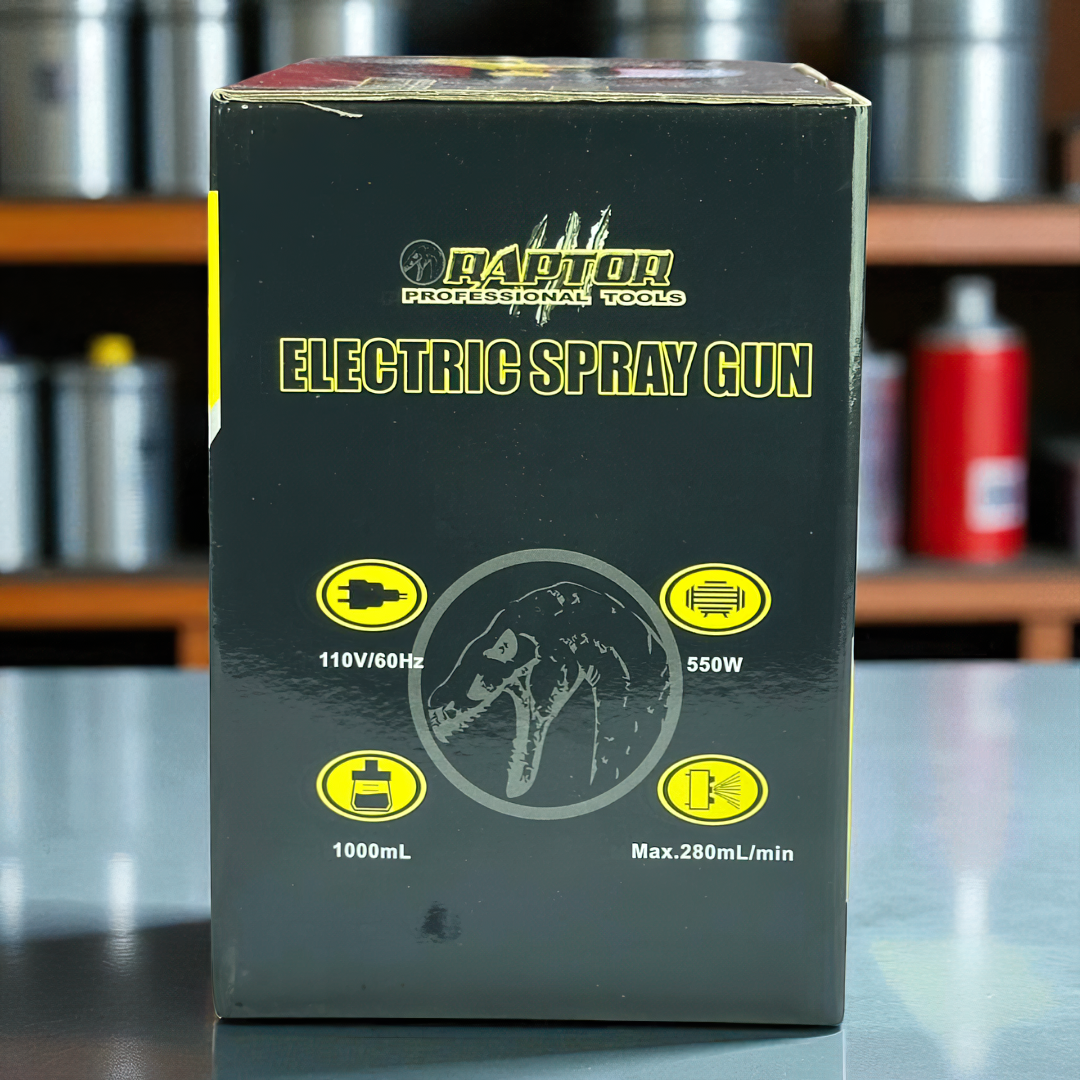 RAPTOR
PROFESSIONAL TOOLS
ELECTRIC SPRAY GUN
110V/60Hz
550W
1000mL
Max.280mL/min